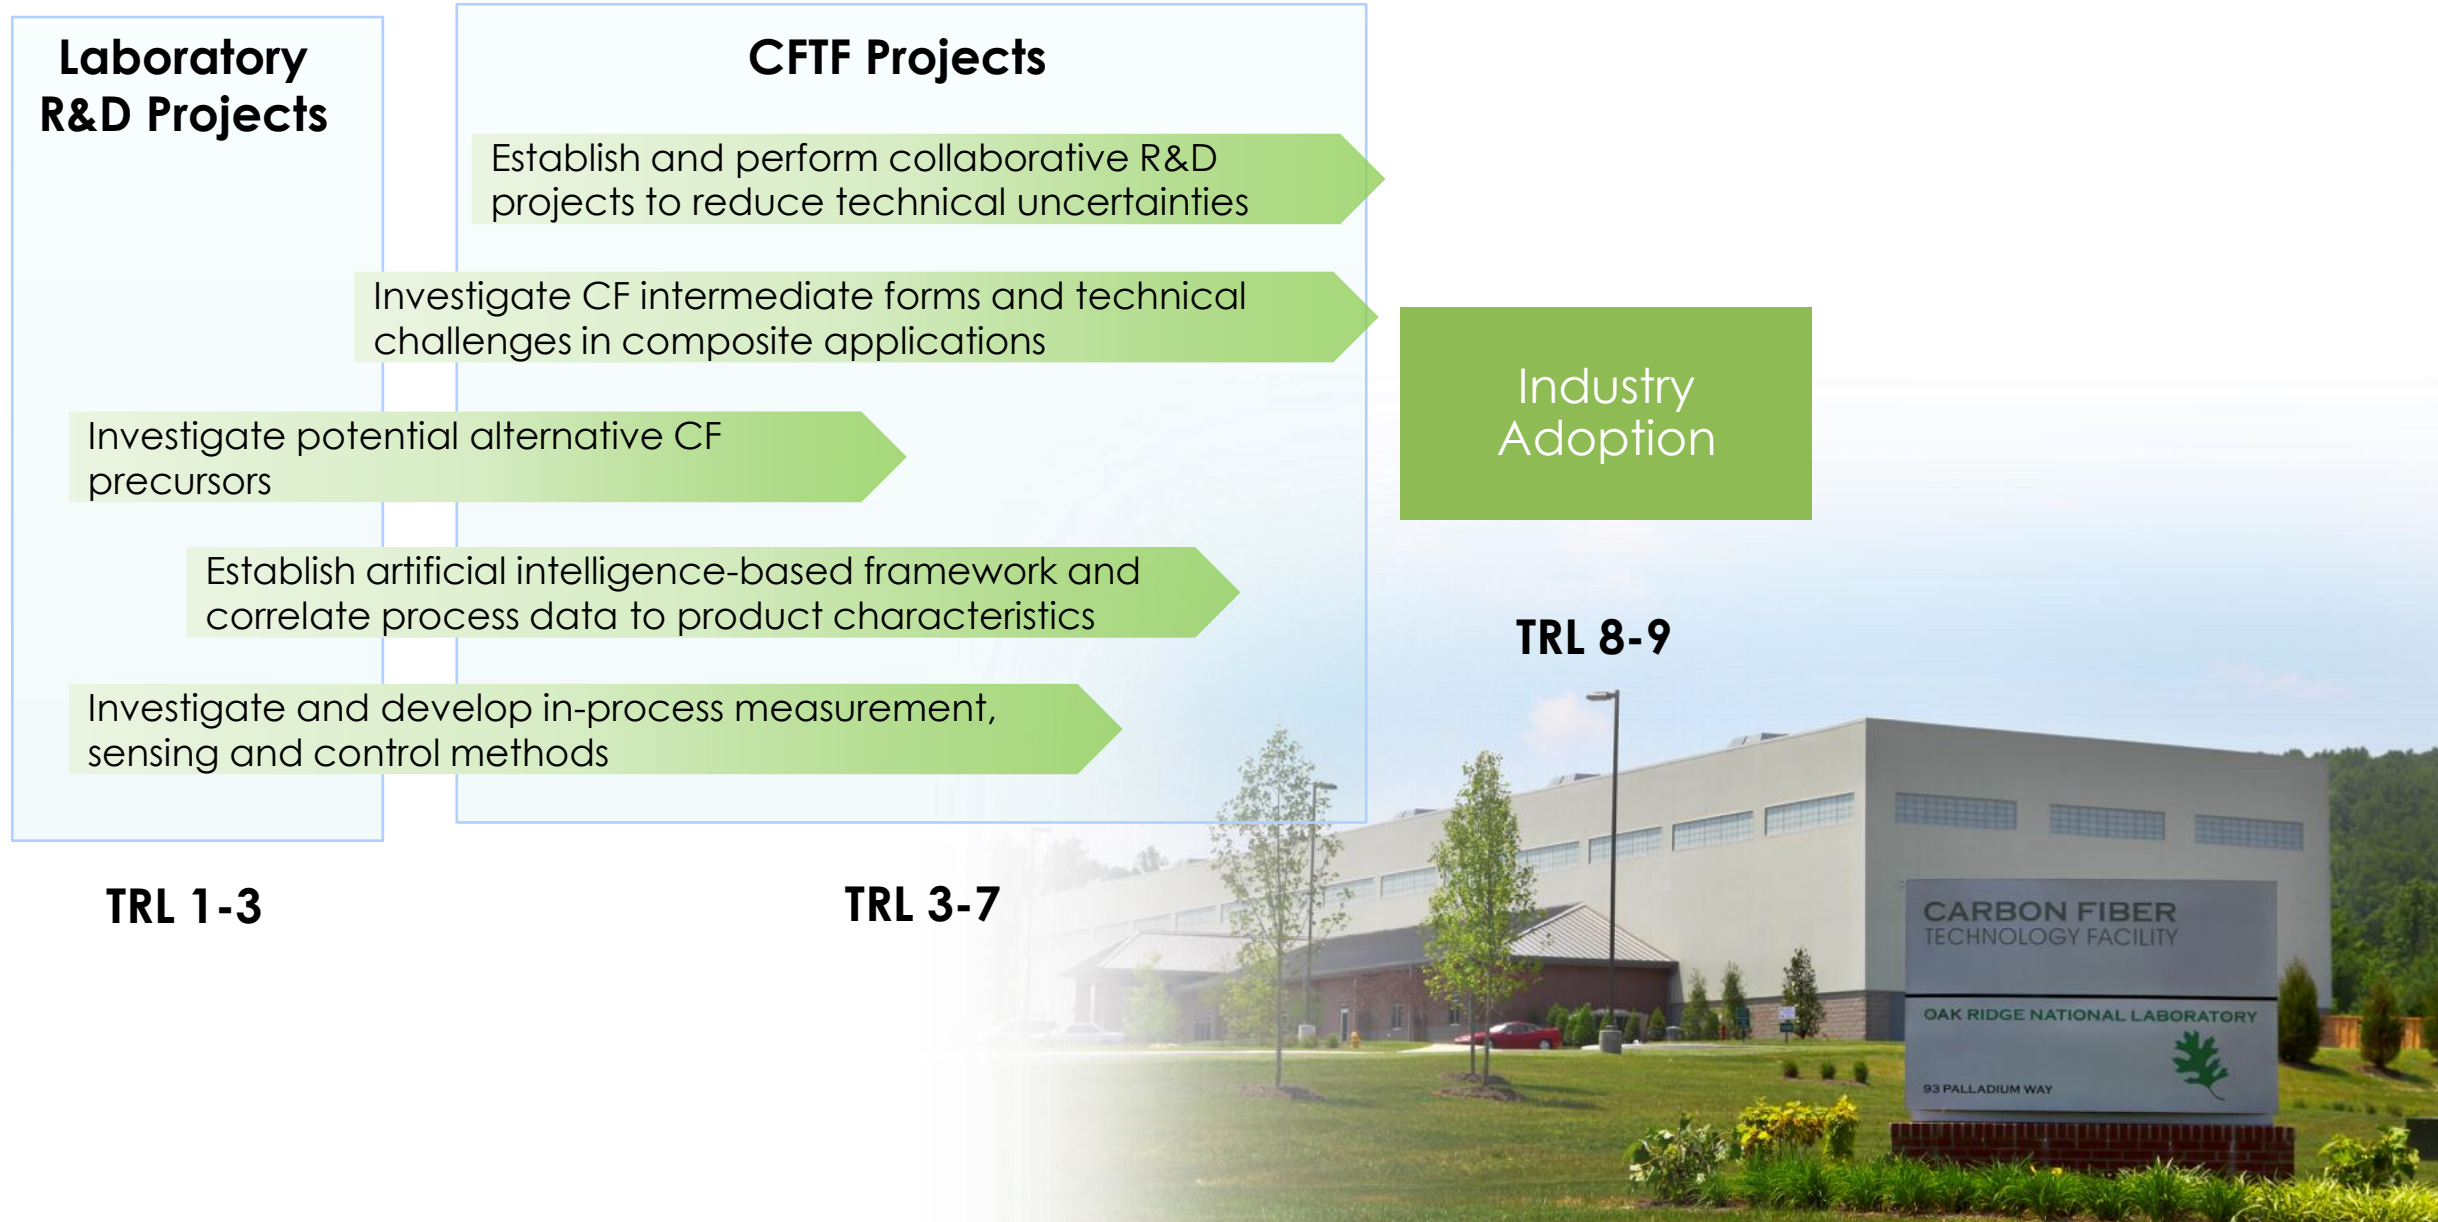 Laboratory
R&D Projects
CFTF Projects
Establish and perform collaborative R&D
projects to reduce technical uncertainties
Investigate CF intermediate forms and technical
challenges in composite applications
Investigate potential alternative CF
precursors
Establish artificial intelligence-based framework and
correlate process data to product characteristics
Investigate and develop in-process measurement,
sensing and control methods
Industry
Adoption
TRL 1-3
TRL 3-7
TRL 8-9
CARBON FIBER
TECHNOLOGY FACILITY
OAK RIDGE NATIONAL LABORATORY
93 PALLADIUM WAY